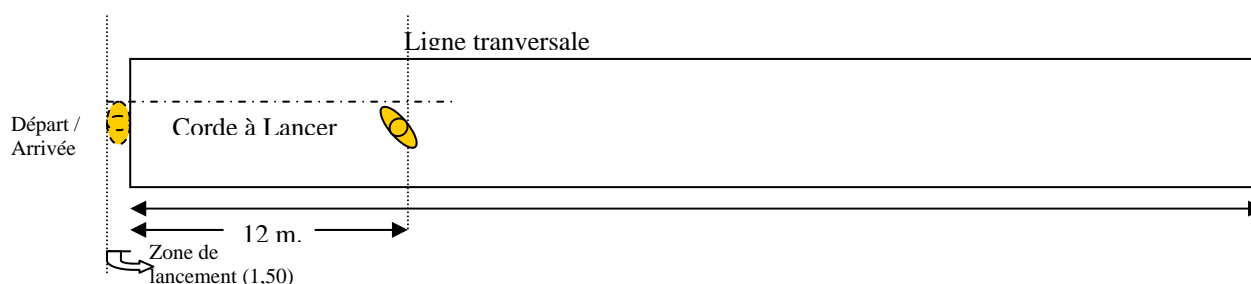 Ligne tranversale
Départ /
Arrivée
Corde à Lancer
12 m.
Zone de
lancement (1,50)